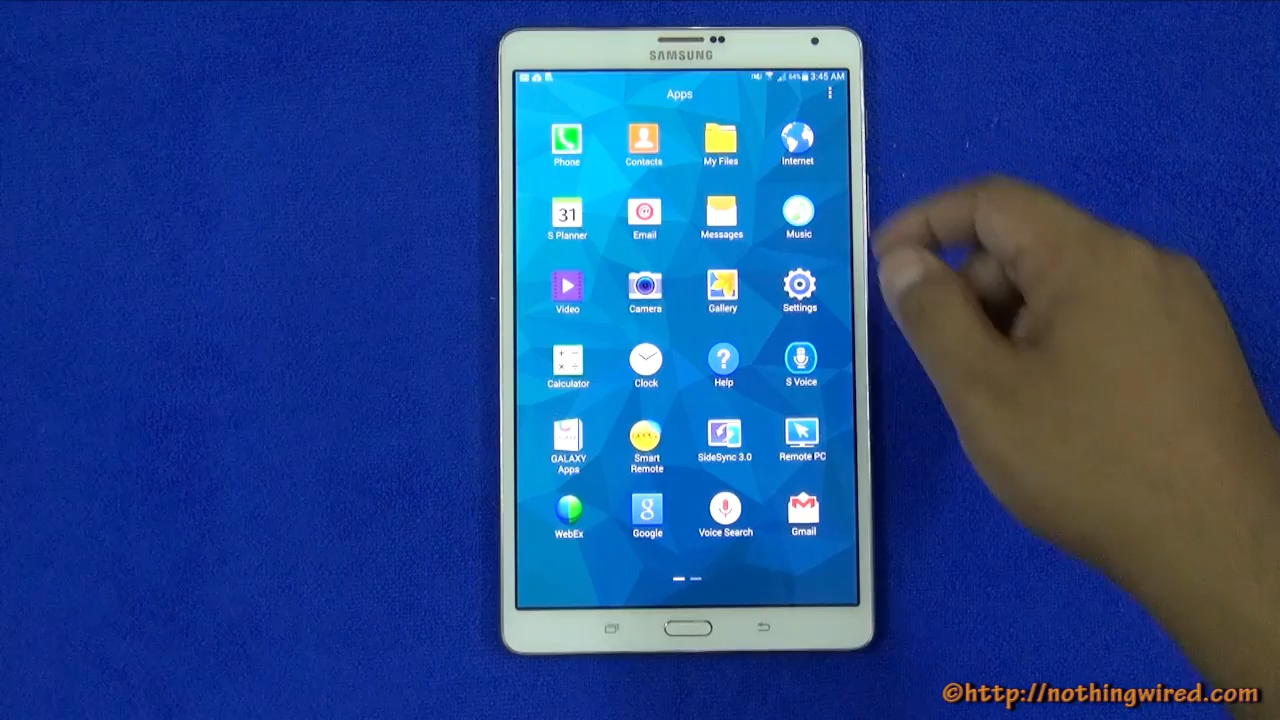 SAMSUNG
64% 3:45 AM
Apps
Phone Contacts My Files Internet
31
S Planner Email Messages Music
Video Camera Gallery Settings
Calculator Clock Help S Voice
GALAXY Apps Smart Remote SideSync 3.0 Remote PC
WebEx Google Voice Search Gmail
©http://nothingwired.com